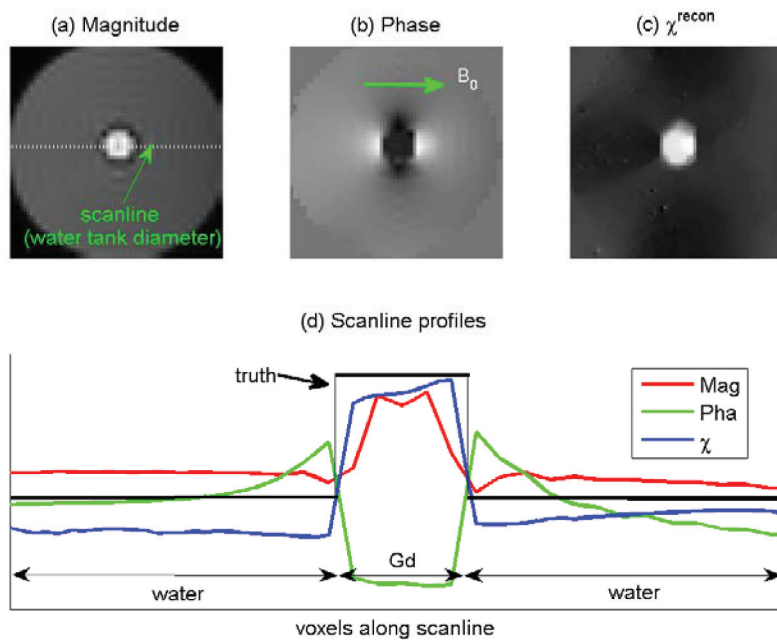 (a) Magnitude
(b) Phase
(c) χ^recon
B₀
scanline
(water tank diameter)
(d) Scanline profiles
truth
Mag
Pha
χ
Gd
water
water
voxels along scanline